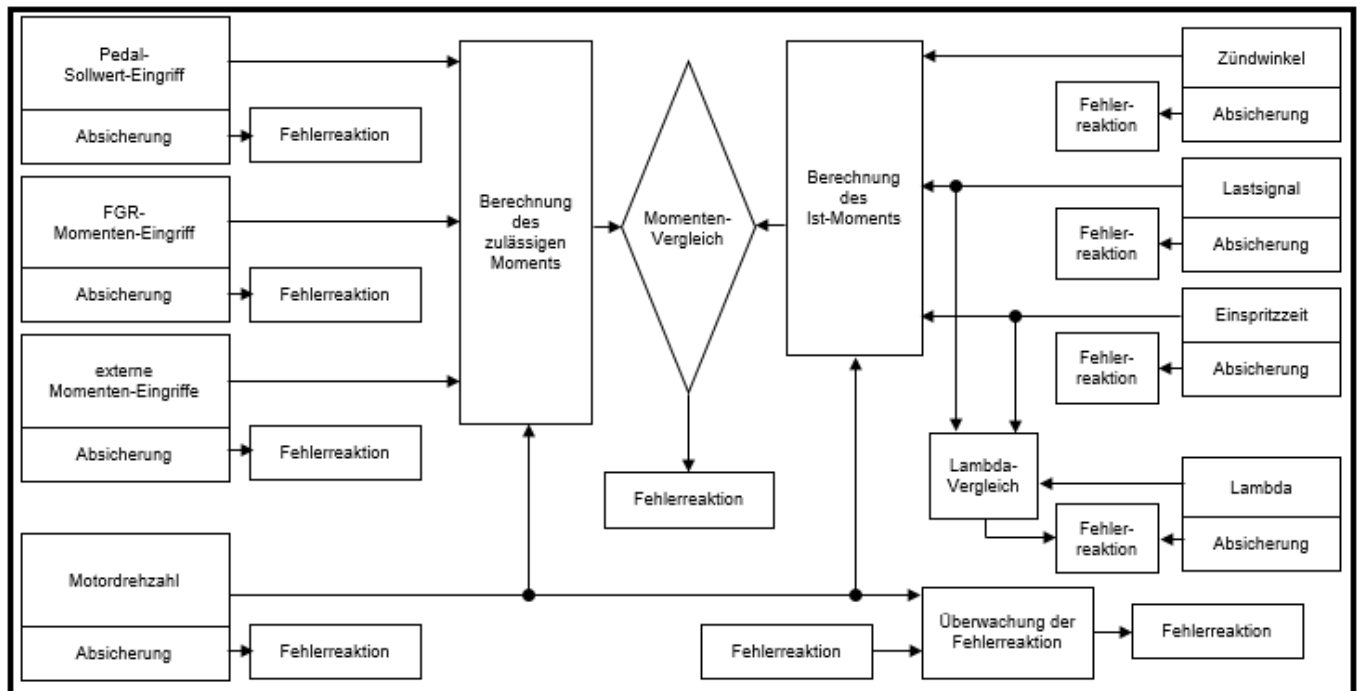 Pedal-
Sollwert-Eingriff
Absicherung
Fehlerreaktion
FGR-
Momenten-Eingriff
Absicherung
Fehlerreaktion
externe
Momenten-Eingriffe
Absicherung
Fehlerreaktion
Motordrehzahl
Absicherung
Fehlerreaktion
Berechnung
des
zulässigen
Moments
Momenten-
Vergleich
Fehlerreaktion
Berechnung
des
Ist-Moments
Zündwinkel
Absicherung
Fehler-
reaktion
Lastsignal
Absicherung
Fehler-
reaktion
Einspritzzeit
Absicherung
Fehler-
reaktion
Lambda-
Vergleich
Lambda
Absicherung
Fehler-
reaktion
Fehlerreaktion
Überwachung der
Fehlerreaktion
Fehlerreaktion